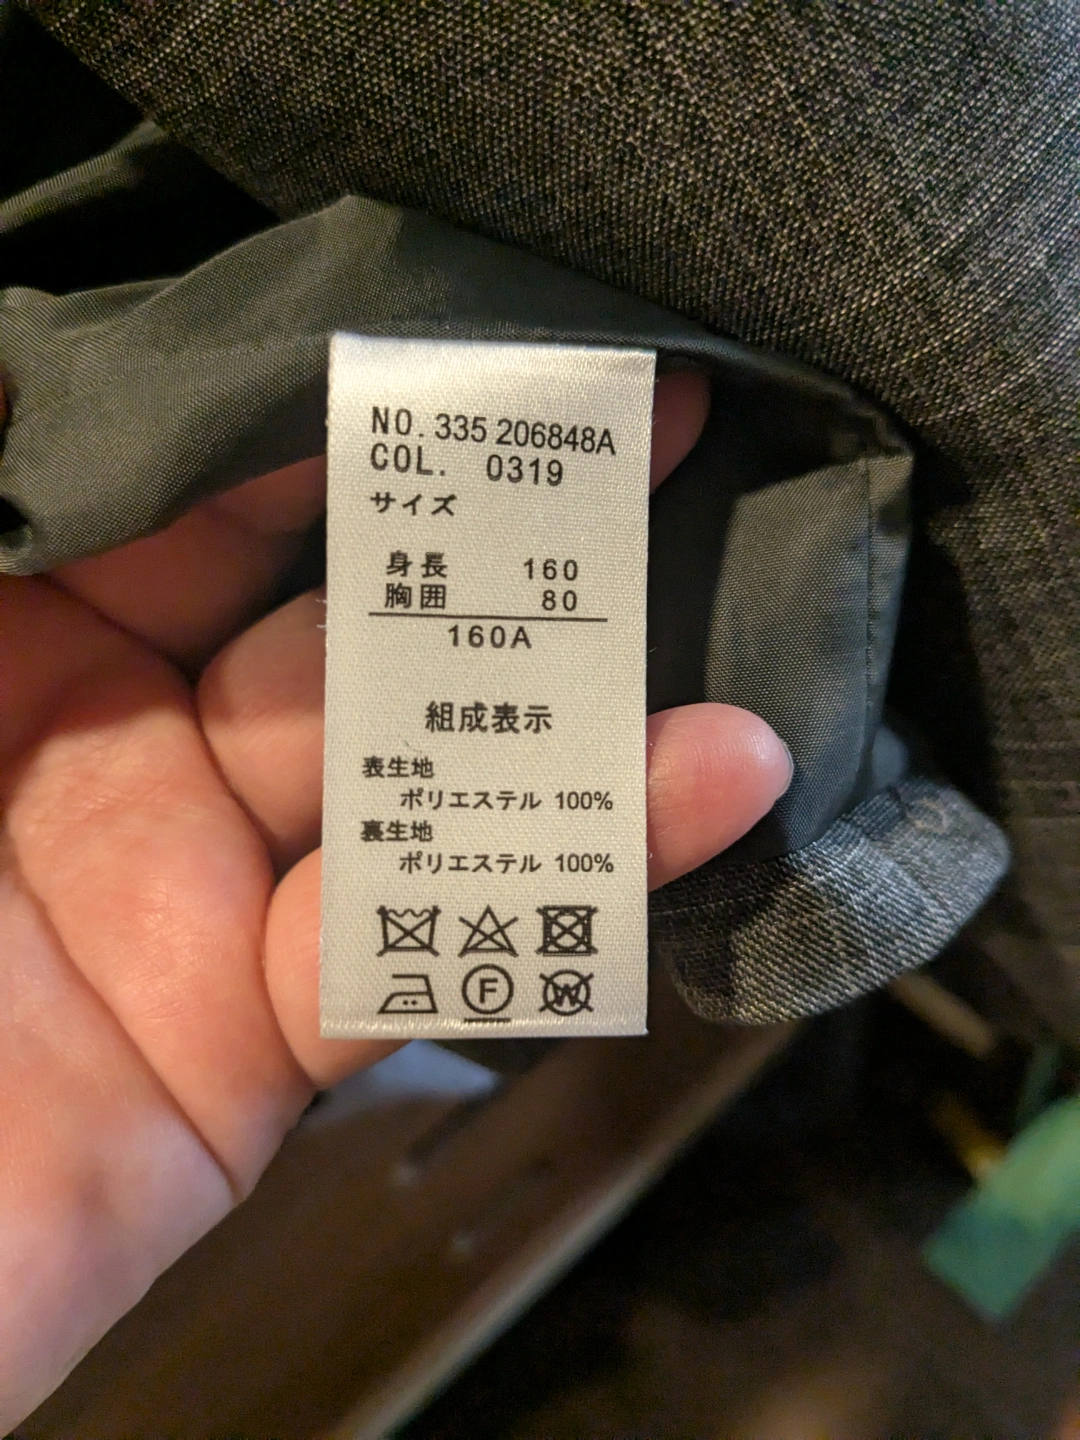 NO. 335 206848A
COL. 0319
サイズ
身長 160
胸囲 80
160A
組成表示
表生地
ポリエステル 100%
裏生地
ポリエステル 100%
F W